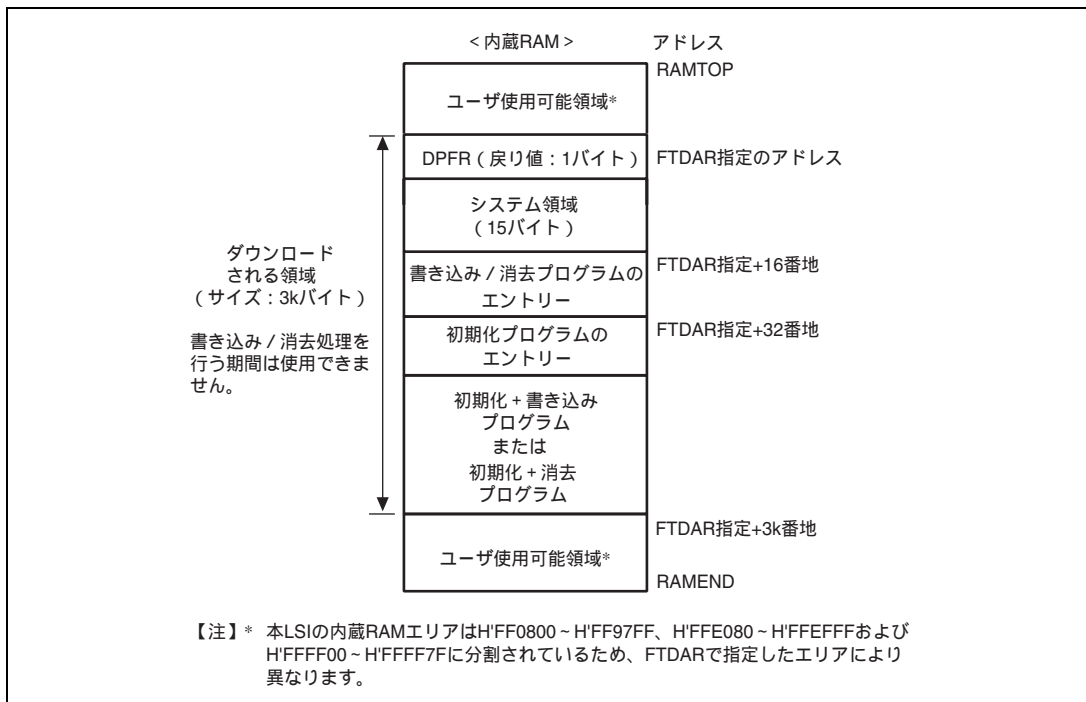 < 内蔵RAM >
アドレス
RAMTOP
ユーザ使用可能領域*
DPFR（戻り値：1バイト）
FTDAR指定のアドレス
システム領域
（15バイト）
ダウンロード
される領域
（サイズ：3kバイト）
書き込み / 消去処理を
行う期間は使用できま
せん。
書き込み / 消去プログラムの
エントリー
FTDAR指定+16番地
初期化プログラムの
エントリー
FTDAR指定+32番地
初期化 + 書き込み
プログラム
または
初期化 + 消去
プログラム
FTDAR指定+3k番地
ユーザ使用可能領域*
RAMEND
【注】* 本LSIの内蔵RAMエリアはH'FF0800 ~ H'FF97FF、H'FFE080 ~ H'FFEFFFおよび
H'FFFF00 ~ H'FFFF7Fに分割されているため、FTDARで指定したエリアにより
異なります。